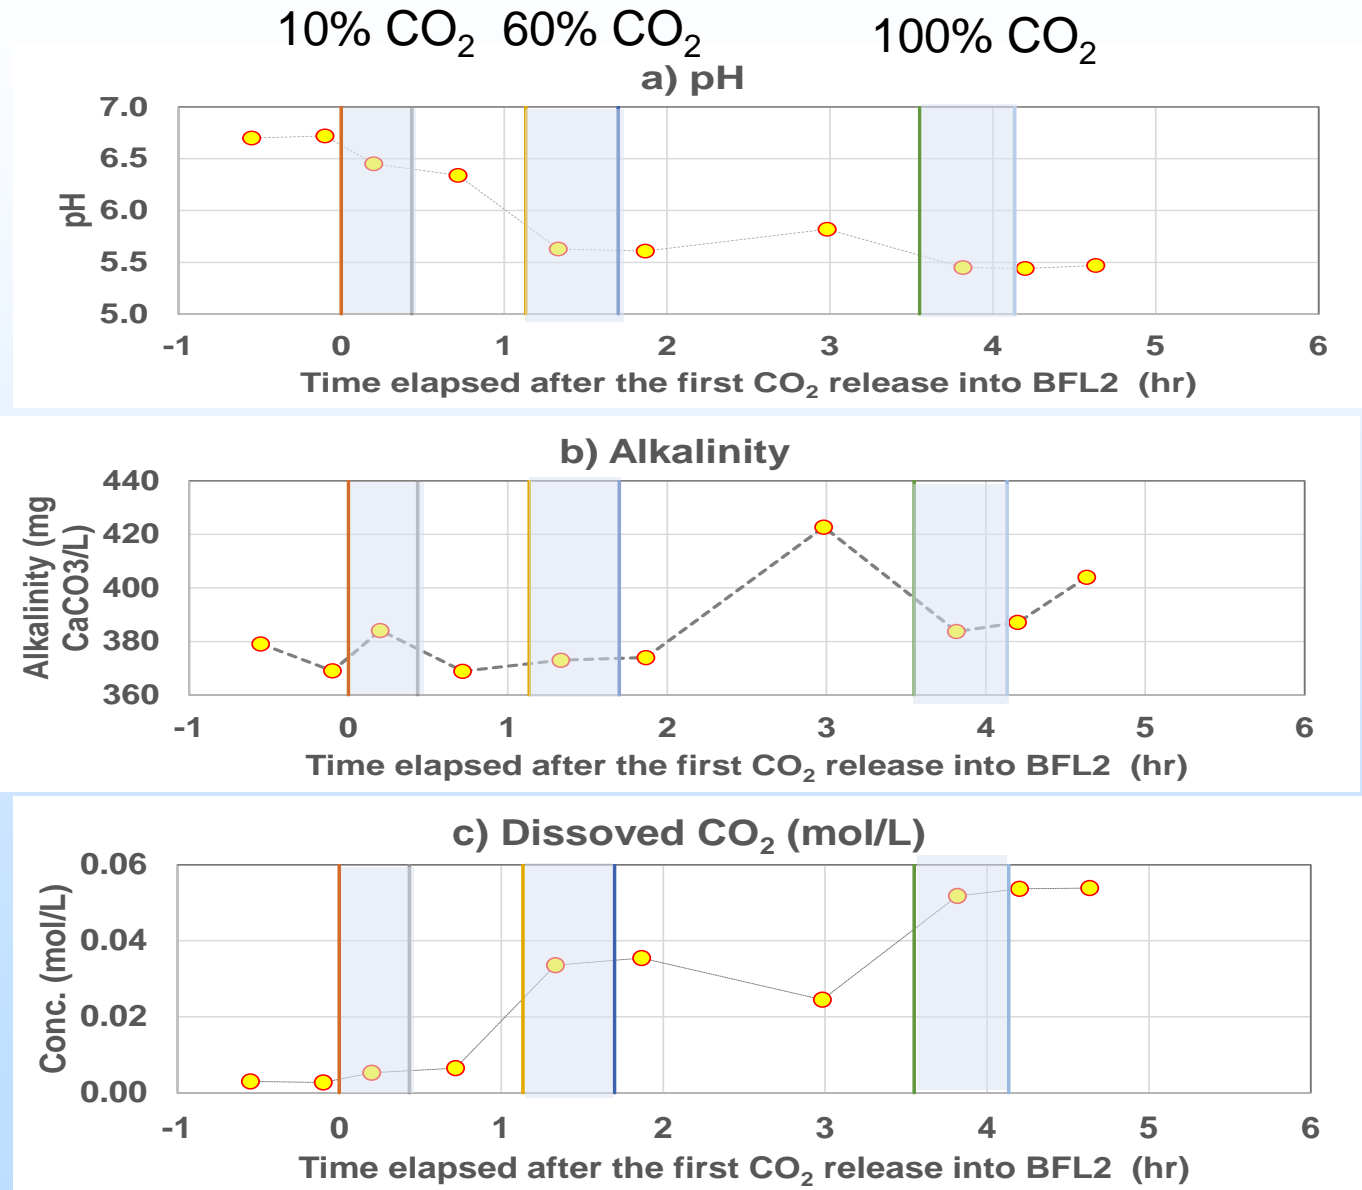 10% CO₂ 60% CO₂ 100% CO₂
a) pH
7.0
6.5
6.0
5.5
5.0
pH
-1 0 1 2 3 4 5 6
Time elapsed after the first CO₂ release into BFL2 (hr)
b) Alkalinity
440
420
400
380
360
Alkalinity (mg
CaCO3/L)
-1 0 1 2 3 4 5 6
Time elapsed after the first CO₂ release into BFL2 (hr)
c) Dissoved CO₂ (mol/L)
0.06
0.04
0.02
0.00
Conc. (mol/L)
-1 0 1 2 3 4 5 6
Time elapsed after the first CO₂ release into BFL2 (hr)